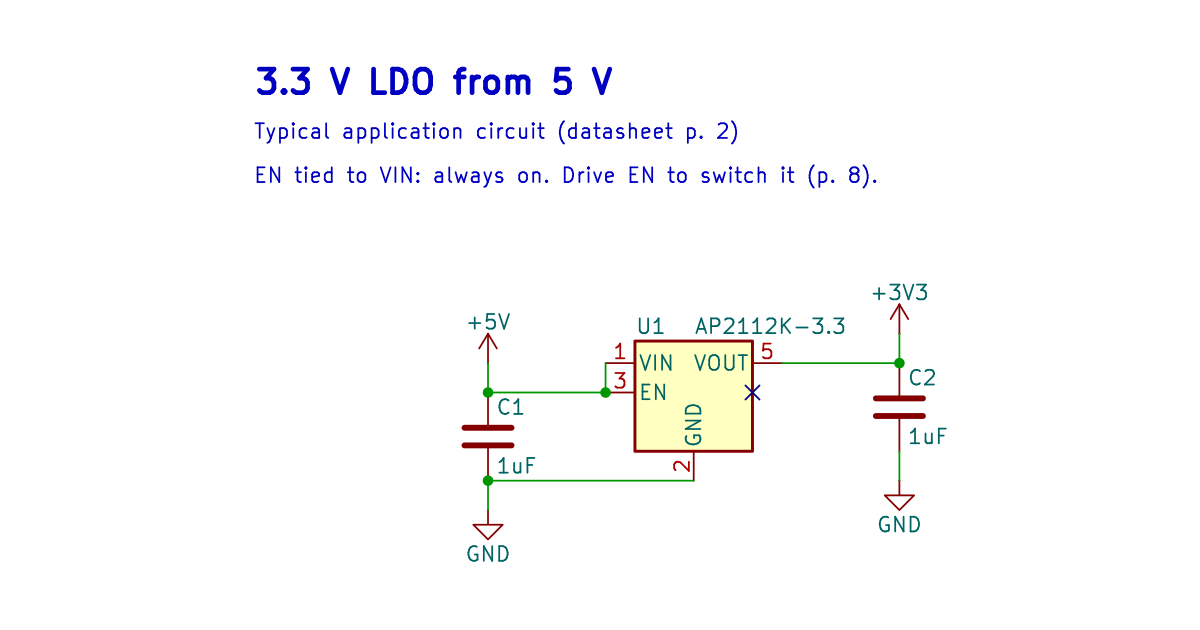 3.3 V LDO from 5 V
Typical application circuit (datasheet p. 2)
EN tied to VIN: always on. Drive EN to switch it (p. 8).
+3V3
+5V
U1 AP2112K-3.3
1 VIN VOUT 5
3 EN
C2
C1
GND
1uF
2
1uF
GND
GND